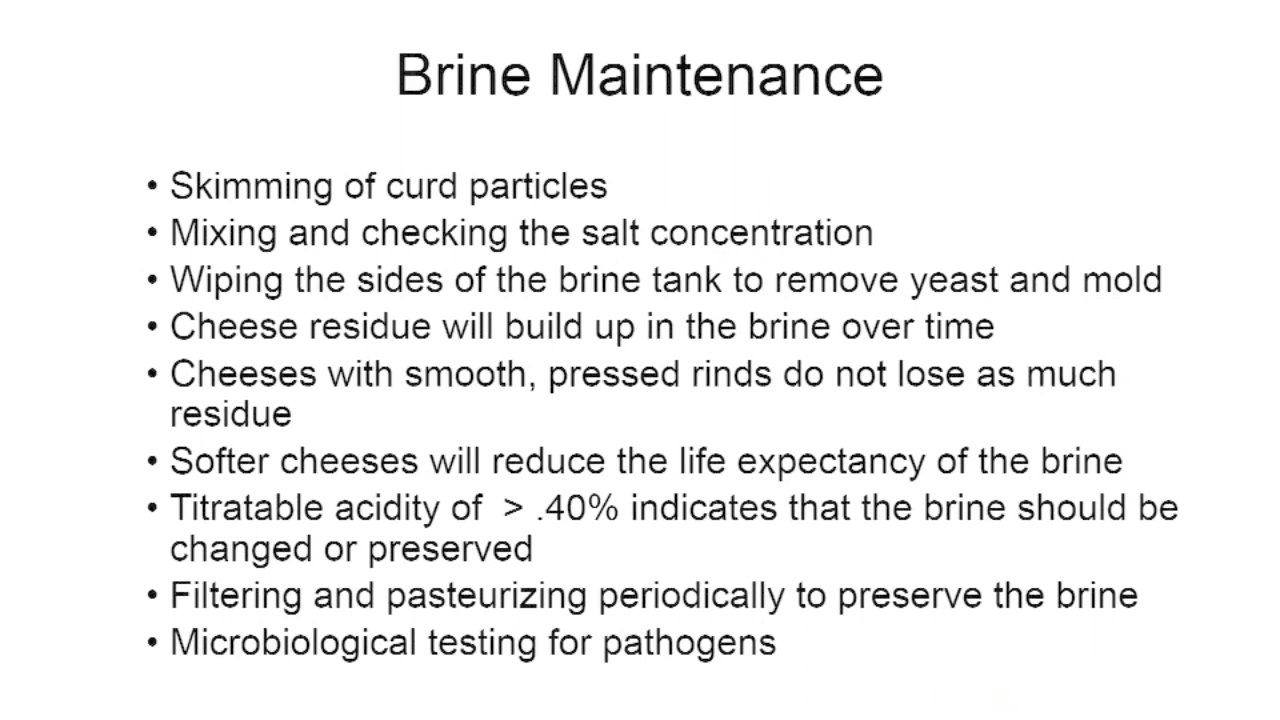 Brine Maintenance
• Skimming of curd particles
• Mixing and checking the salt concentration
• Wiping the sides of the brine tank to remove yeast and mold
• Cheese residue will build up in the brine over time
• Cheeses with smooth, pressed rinds do not lose as much
residue
• Softer cheeses will reduce the life expectancy of the brine
• Titratable acidity of  > .40% indicates that the brine should be
changed or preserved
• Filtering and pasteurizing periodically to preserve the brine
• Microbiological testing for pathogens